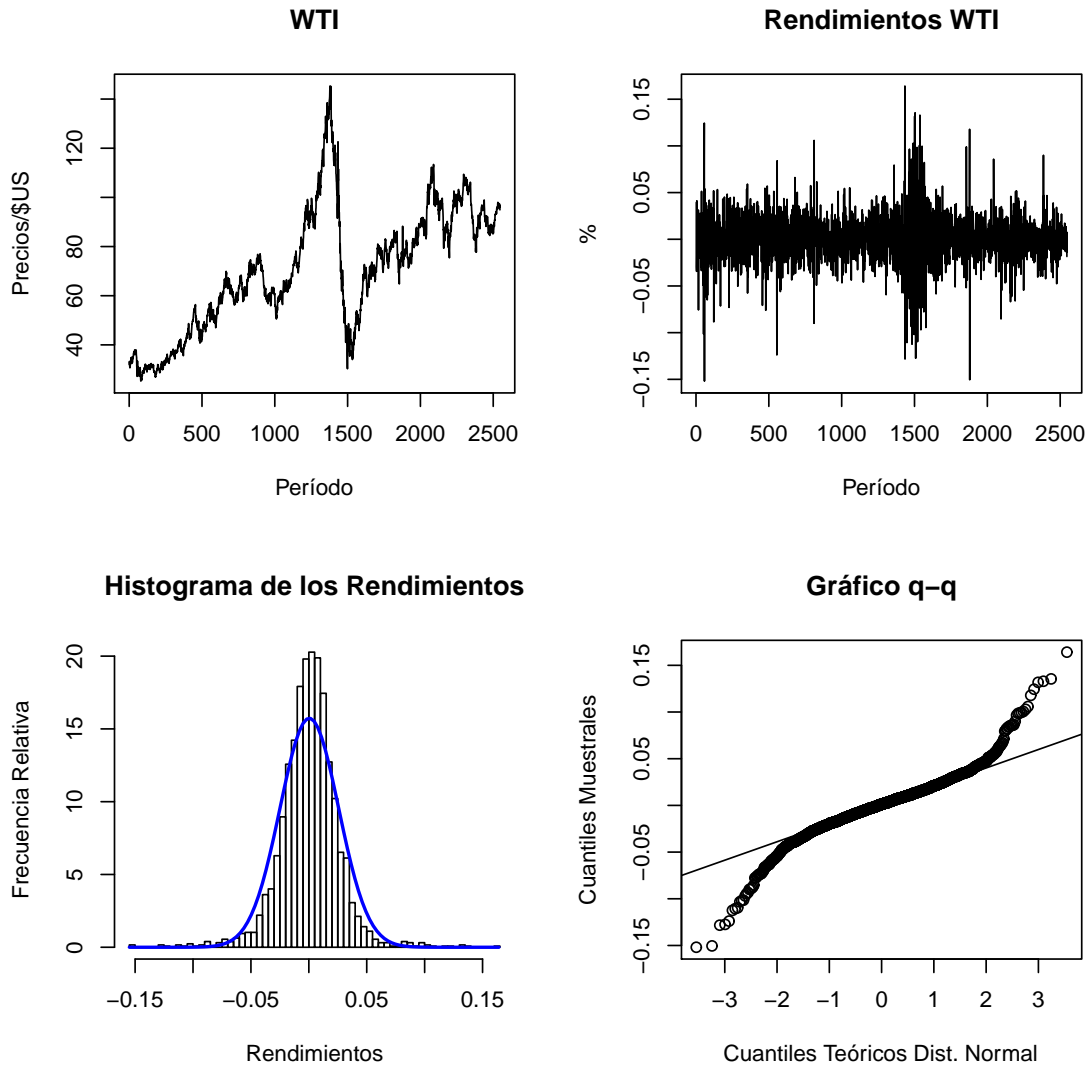 WTI
Precios/$US
120
80
60
40
0 500 1000 1500 2000 2500
Período
Rendimientos WTI
%
0.15
0.05
−0.05
−0.15
0 500 1000 1500 2000 2500
Período
Histograma de los Rendimientos
Frecuencia Relativa
20
15
10
5
0
−0.15 −0.05 0.05 0.15
Rendimientos
Gráfico q−q
Cuantiles Muestrales
0.15
0.05
−0.05
−0.15
−3 −2 −1 0 1 2 3
Cuantiles Teóricos Dist. Normal